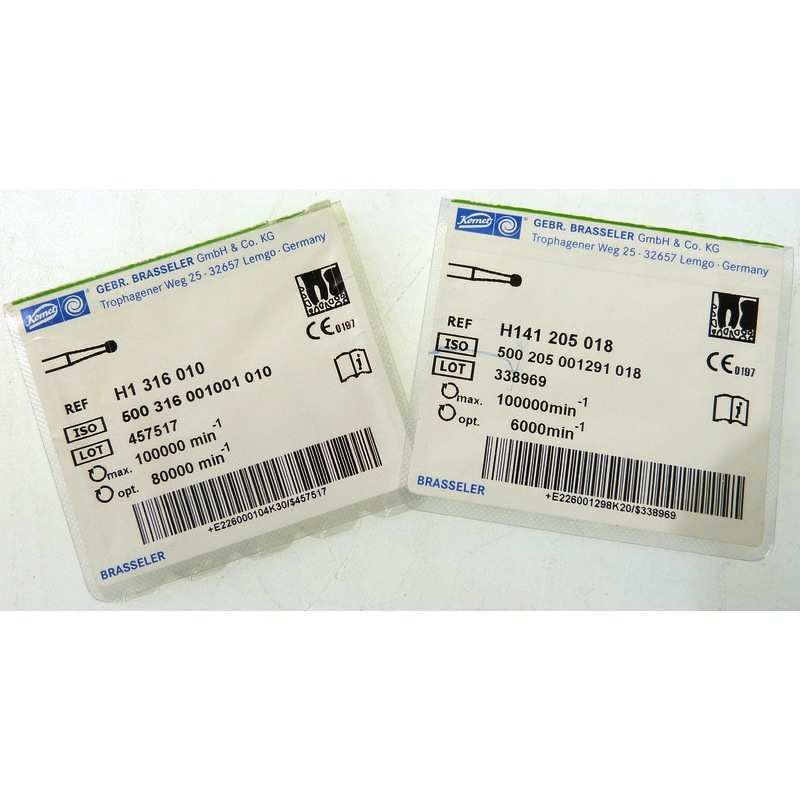 Komet®
GEBR. BRASSELER GmbH & Co. KG
Trophagener Weg 25 · 32657 Lemgo · Germany
CE 0197
REF H1 316 010
ISO 500 316 001001 010
LOT 457517
max. 100000 min-1
opt. 80000 min-1
+E226000104K30/$457517
BRASSELER
Komet®
GEBR. BRASSELER GmbH & Co. KG
Trophagener Weg 25 · 32657 Lemgo · Germany
CE 0197
REF H141 205 018
ISO 500 205 001291 018
LOT 338969
max. 100000min-1
opt. 6000min-1
+E226001298K20/$338969
BRASSELER